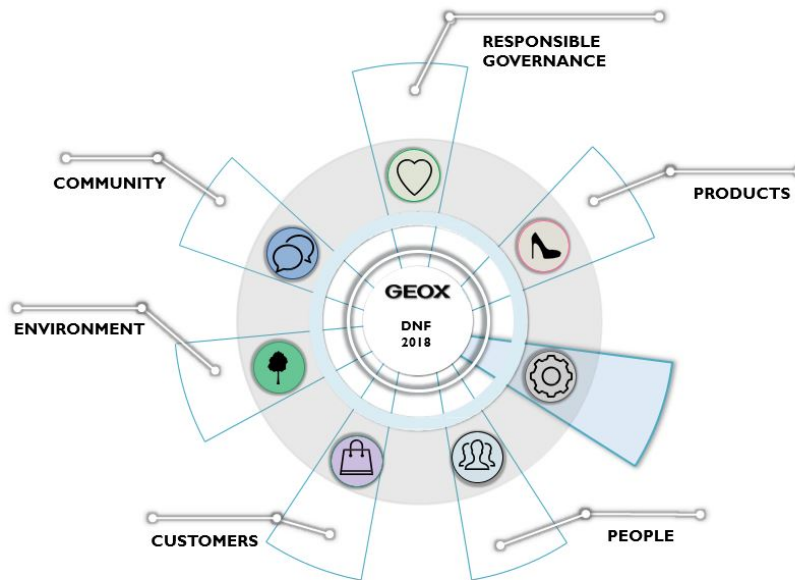 RESPONSIBLE
GOVERNANCE
COMMUNITY
PRODUCTS
GEOX
DNF
2018
ENVIRONMENT
CUSTOMERS
PEOPLE